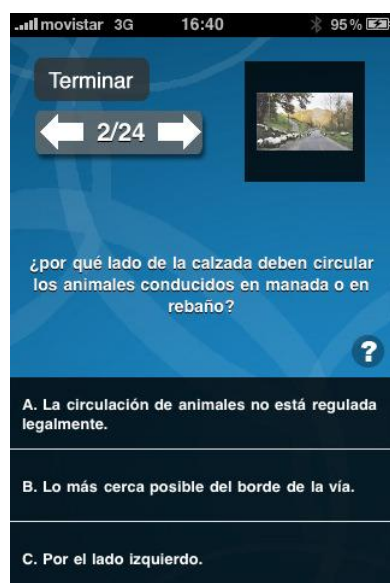 movistar 3G 16:40 95%
Terminar
2/24
¿por qué lado de la calzada deben circular
los animales conducidos en manada o en
rebaño?
?
A. La circulación de animales no está regulada
legalmente.
B. Lo más cerca posible del borde de la vía.
C. Por el lado izquierdo.